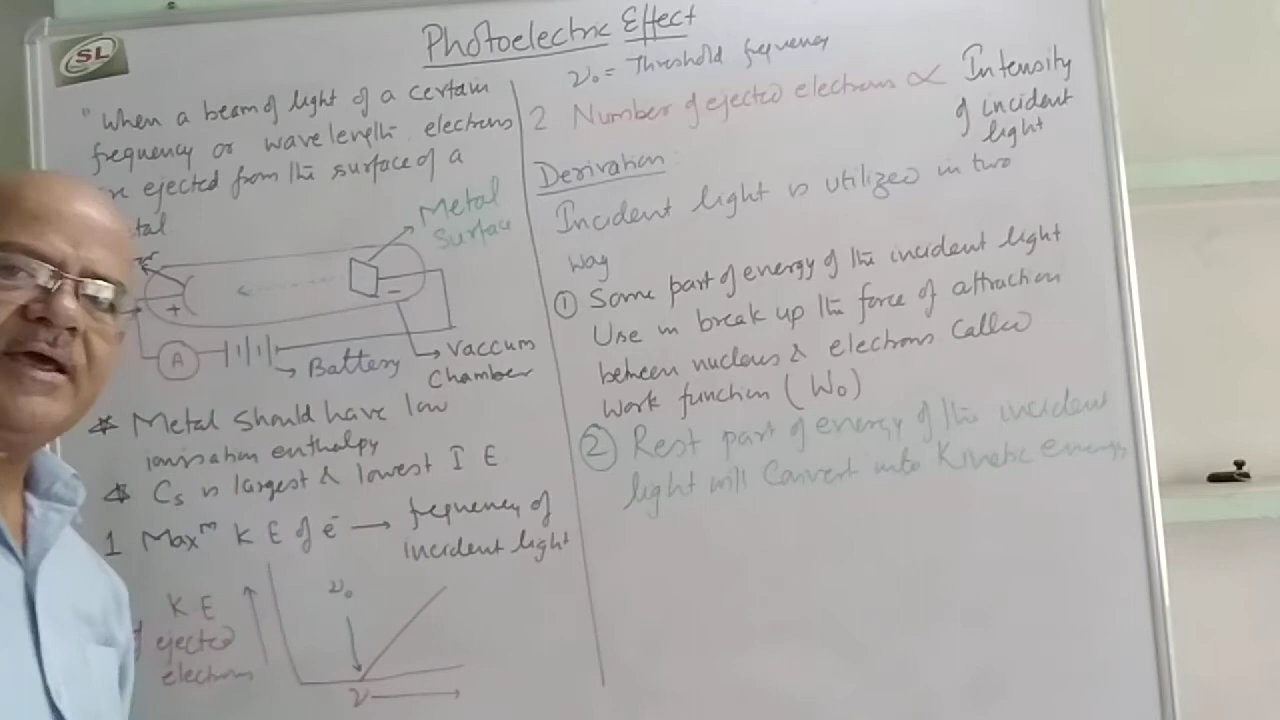 SL
Photoelectric Effect
"When a beam of light of a certain
frequency or wavelength electrons
ejected from the surface of a
tal
Metal
Surface
+
-
A
Battery
Vaccum
Chamber
* Metal should have low
ionisation enthalpy
* Cs is largest & lowest I E
1 Maxᵐ K E of e⁻ → frequency of
incident light
K E
ejected
electrons
ν₀
ν
ν₀ = Threshold frequency
2 Number of ejected electrons ∝ Intensity
of incident
light
Derivation:
Incident light is utilized in two
way
① Some part of energy of the incident light
Use in break up the force of attraction
between nucleus & electrons called
work function (W₀)
② Rest part of energy of the incident
light will Convert into Kinetic energy